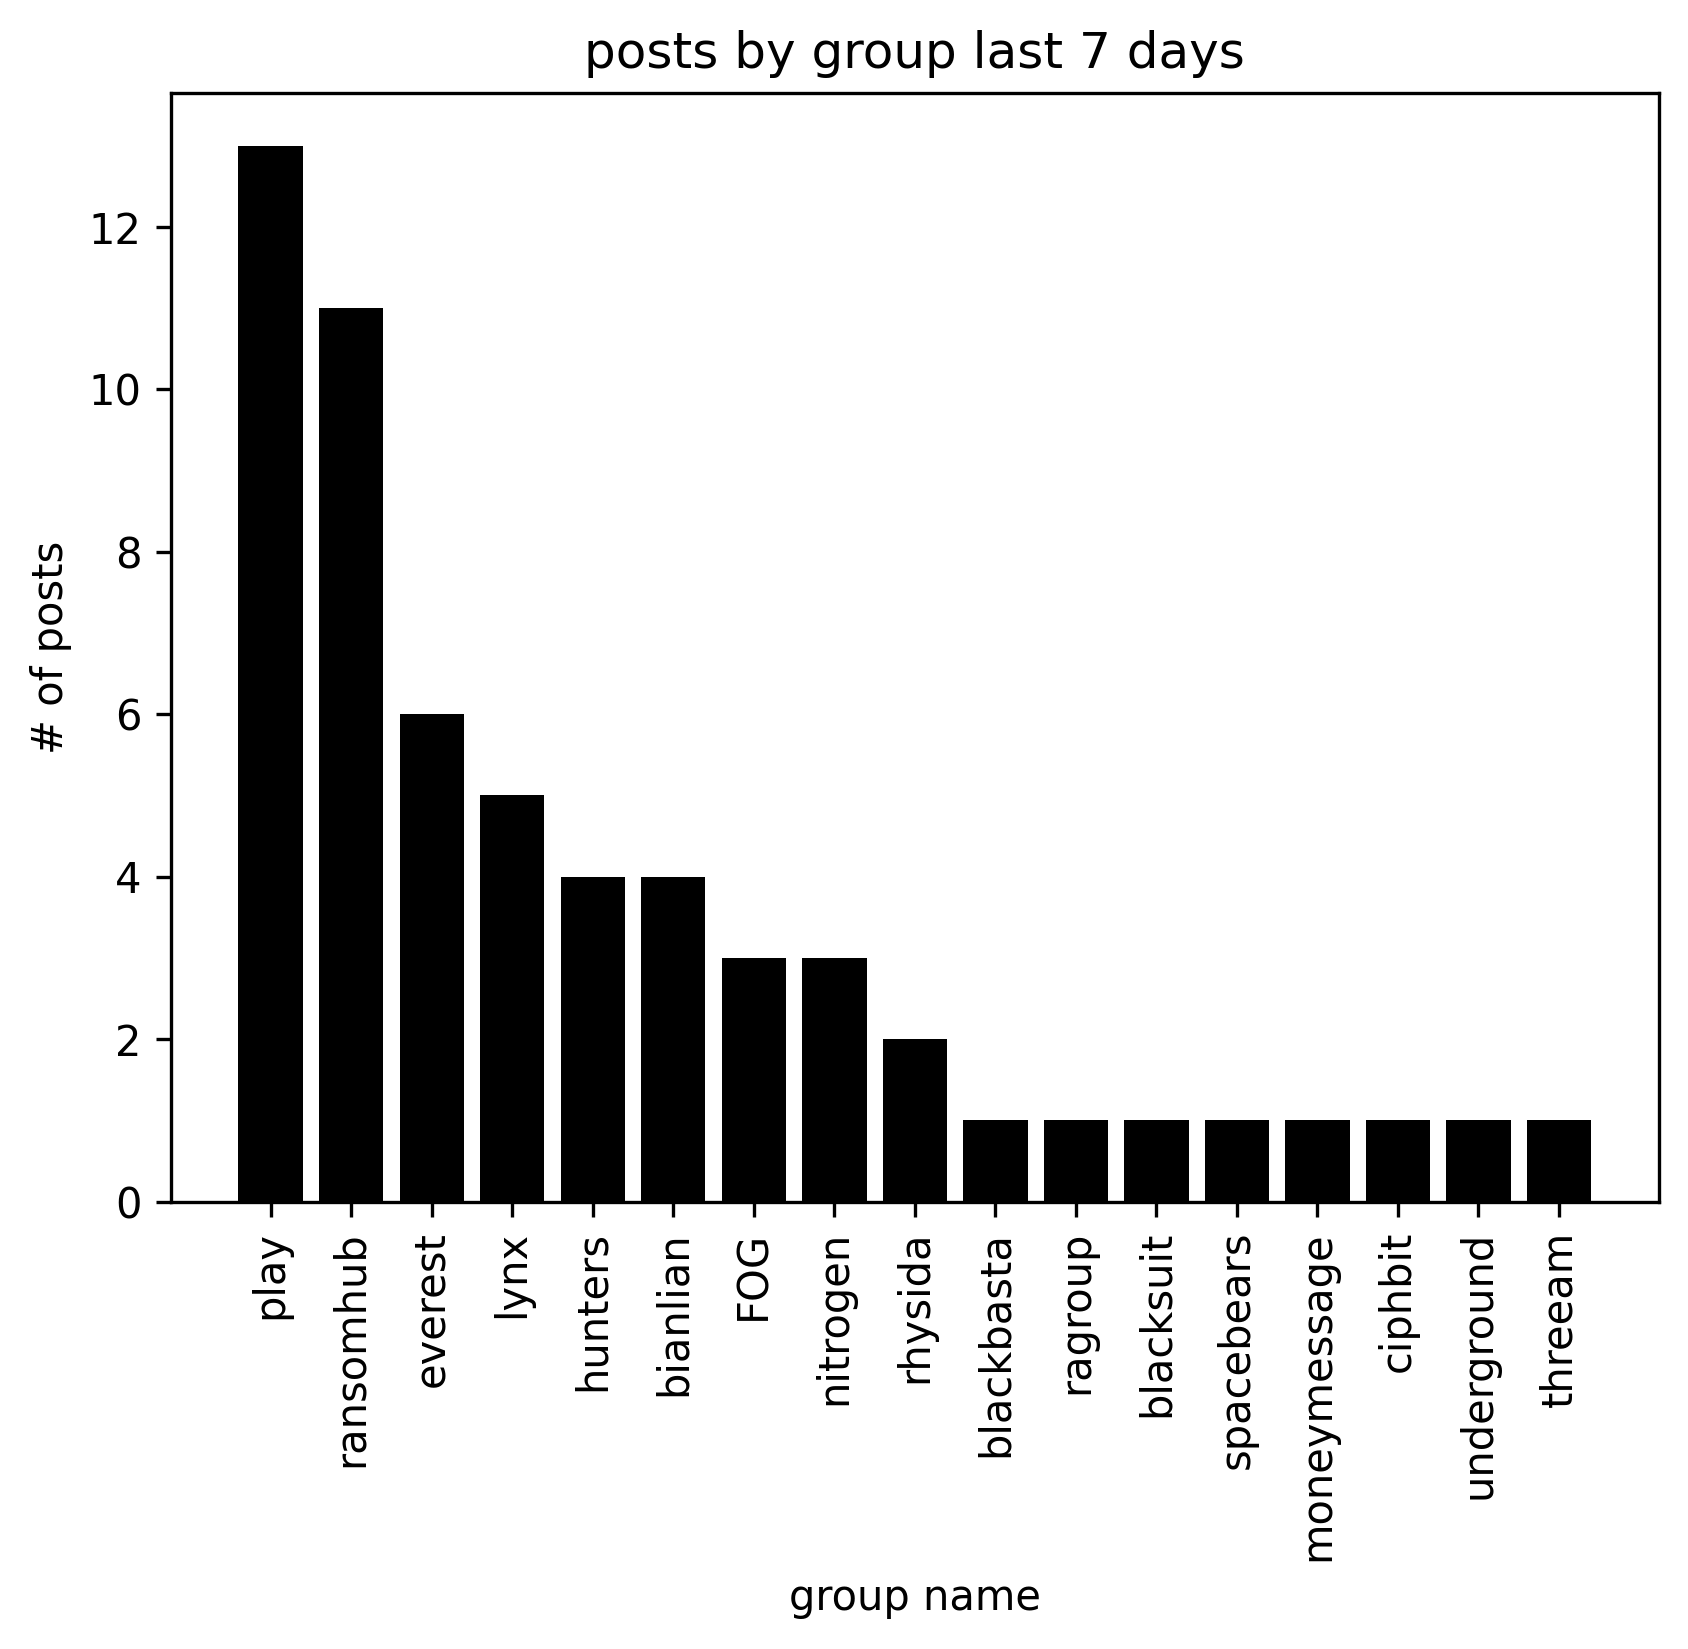 posts by group last 7 days
# of posts
12
10
8
6
4
2
0
play
ransomhub
everest
lynx
hunters
bianlian
FOG
nitrogen
rhysida
blackbasta
ragroup
blacksuit
spacebears
moneymessage
ciphbit
underground
threeam
group name